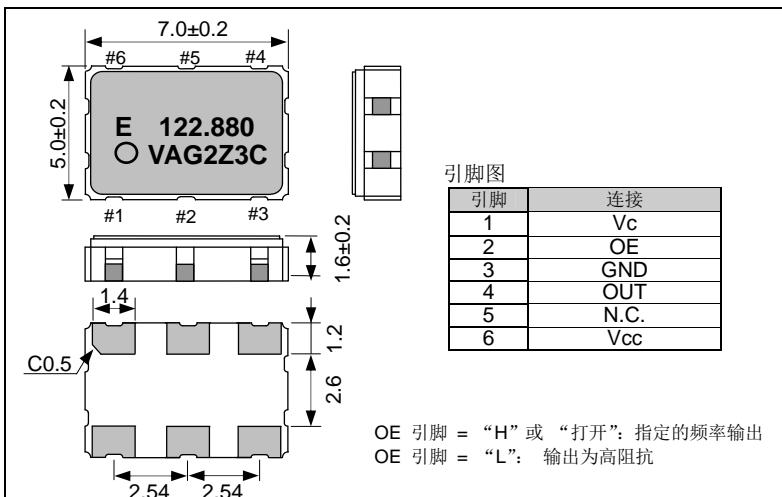 7.0±0.2
#6 #5 #4
5.0±0.2
E 122.880
VAG2Z3C
#1 #2 #3
1.6±0.2
1.4
C0.5
1.2
2.6
2.54 2.54
引脚图
引脚 连接
1 Vc
2 OE
3 GND
4 OUT
5 N.C.
6 Vcc
OE 引脚 = “H” 或 “打开”：指定的频率输出
OE 引脚 = “L”： 输出为高阻抗